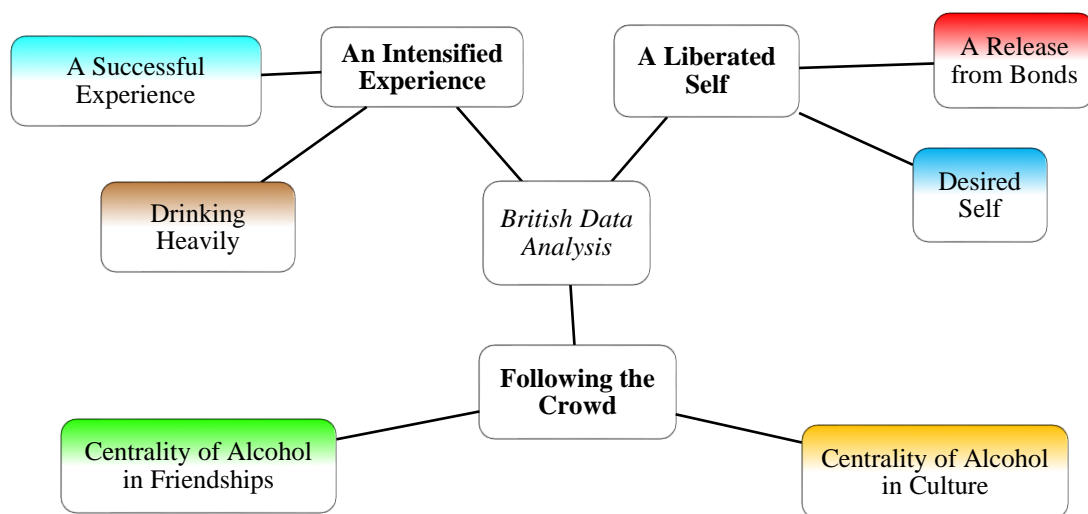 A Successful
Experience
An Intensified
Experience
A Liberated
Self
A Release
from Bonds
Drinking
Heavily
British Data
Analysis
Desired
Self
Following the
Crowd
Centrality of Alcohol
in Friendships
Centrality of Alcohol
in Culture